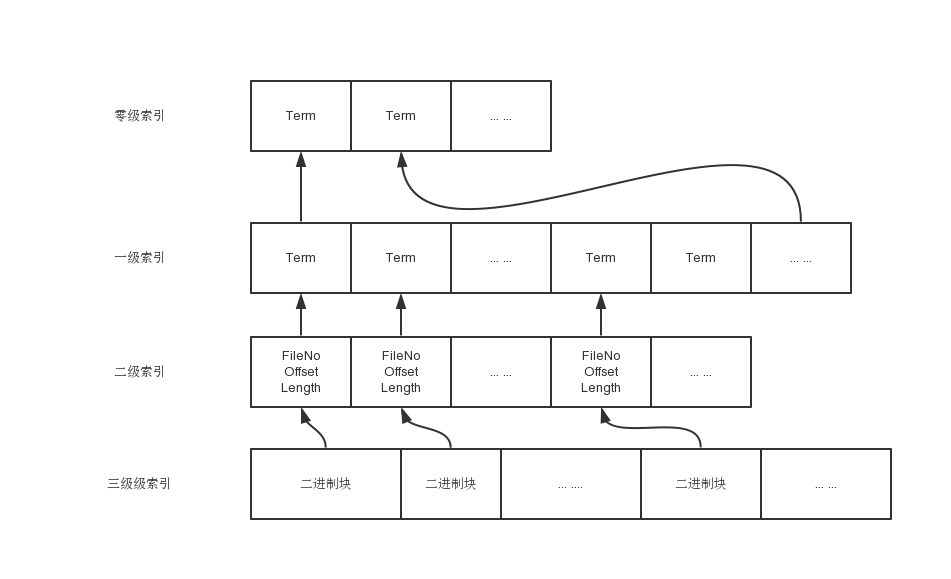 零级索引
Term
Term
... ...
一级索引
Term
Term
... ...
Term
Term
... ...
二级索引
FileNo
Offset
Length
FileNo
Offset
Length
... ...
FileNo
Offset
Length
... ...
三级级索引
二进制块
二进制块
... ....
二进制块
... ...